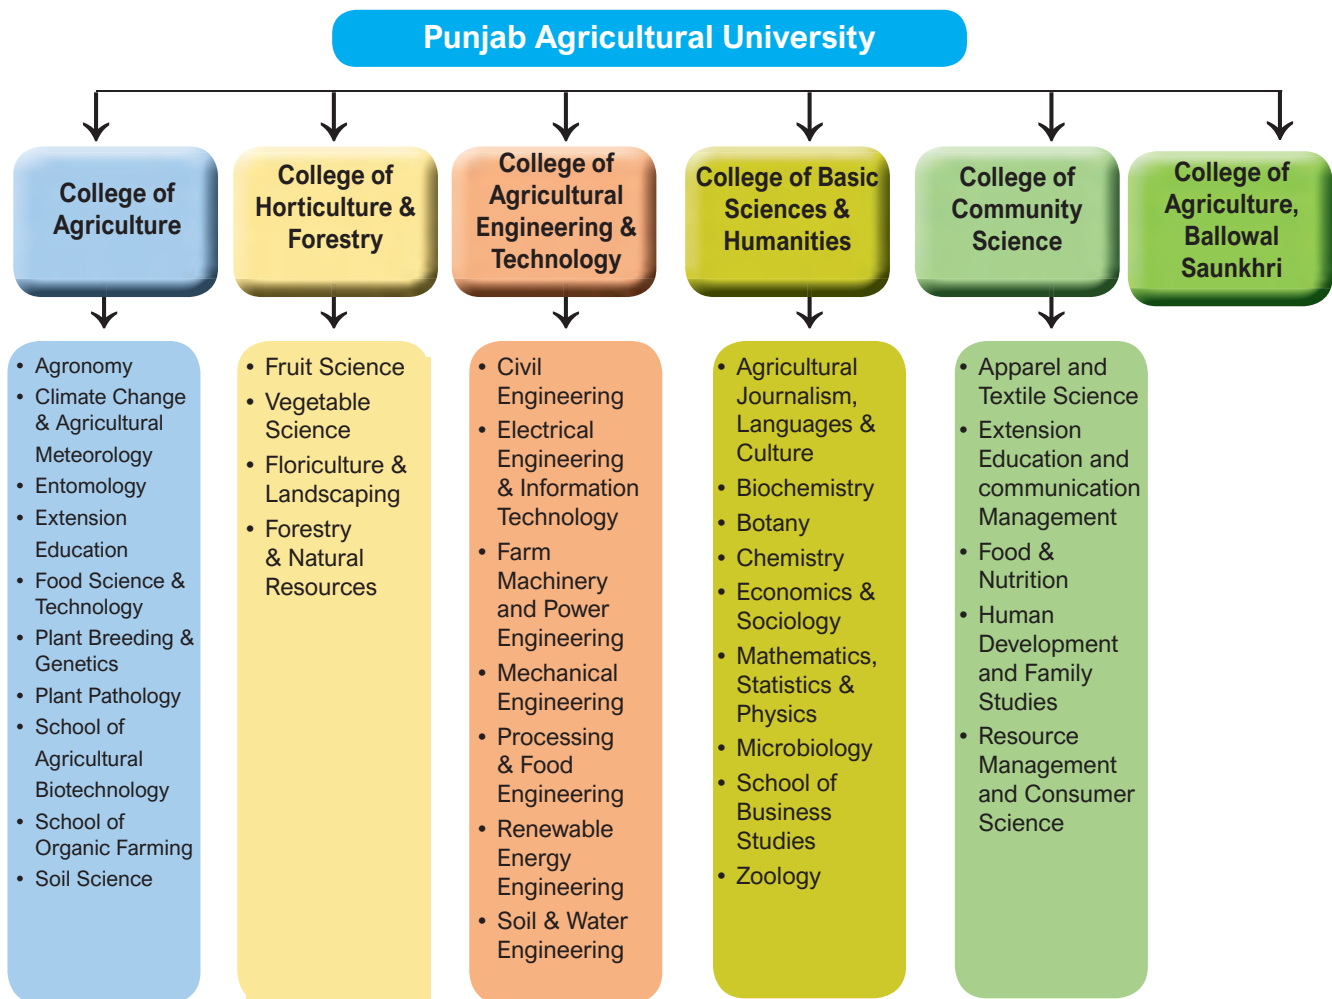 Punjab Agricultural University
College of
Agriculture
College of
Horticulture &
Forestry
College of
Agricultural
Engineering &
Technology
College of Basic
Sciences &
Humanities
College of
Community
Science
College of
Agriculture,
Ballowal
Saunkhri
• Agronomy
• Climate Change
& Agricultural
Meteorology
• Entomology
• Extension
Education
• Food Science &
Technology
• Plant Breeding &
Genetics
• Plant Pathology
• School of
Agricultural
Biotechnology
• School of
Organic Farming
• Soil Science
• Fruit Science
• Vegetable
Science
• Floriculture &
Landscaping
• Forestry
& Natural
Resources
• Civil
Engineering
• Electrical
Engineering
& Information
Technology
• Farm
Machinery
and Power
Engineering
• Mechanical
Engineering
• Processing
& Food
Engineering
• Renewable
Energy
Engineering
• Soil & Water
Engineering
• Agricultural
Journalism,
Languages &
Culture
• Biochemistry
• Botany
• Chemistry
• Economics &
Sociology
• Mathematics,
Statistics &
Physics
• Microbiology
• School of
Business
Studies
• Zoology
• Apparel and
Textile Science
• Extension
Education and
communication
Management
• Food &
Nutrition
• Human
Development
and Family
Studies
• Resource
Management
and Consumer
Science